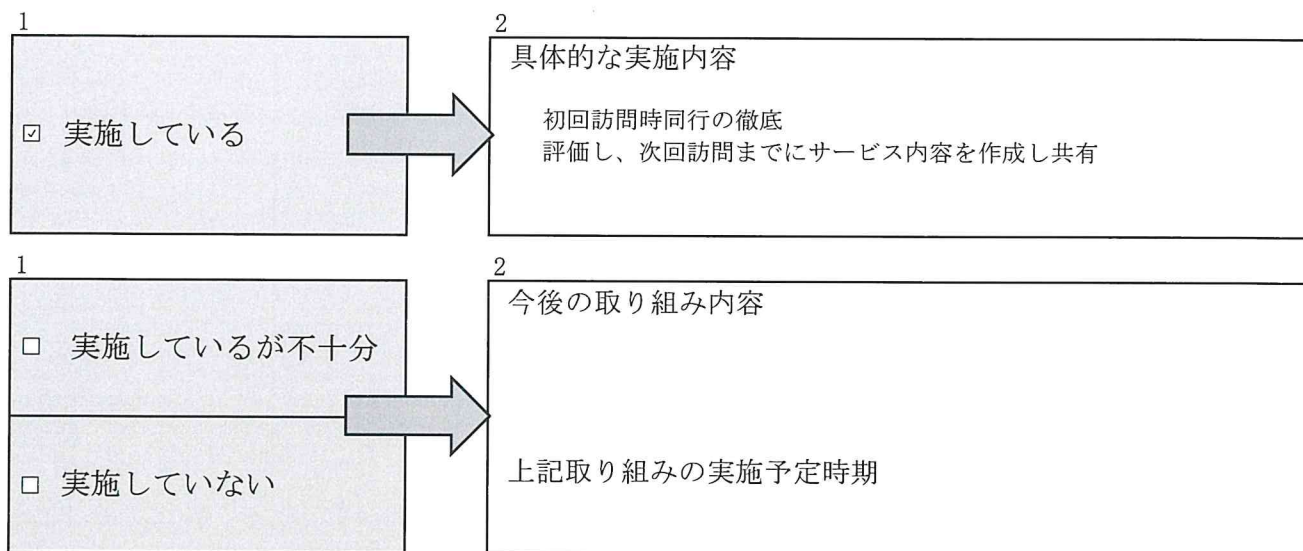 1
2
☑ 実施している
具体的な実施内容
初回訪問時同行の徹底
評価し、次回訪問までにサービス内容を作成し共有
1
2
☐ 実施しているが不十分
☐ 実施していない
今後の取り組み内容
上記取り組みの実施予定時期